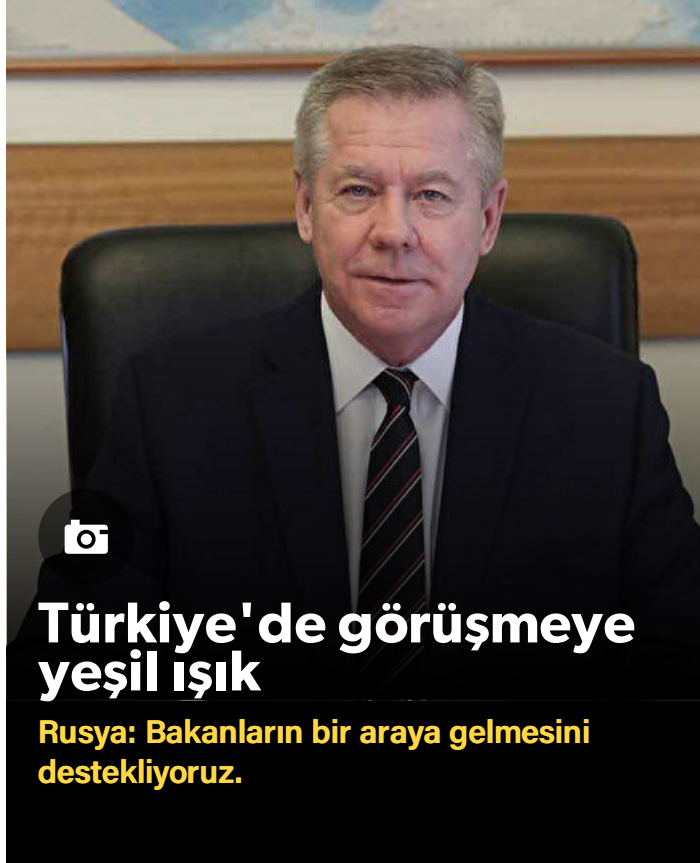 Türkiye'de görüşmeye
yeşil ışık
Rusya: Bakanların bir araya gelmesini
destekliyoruz.